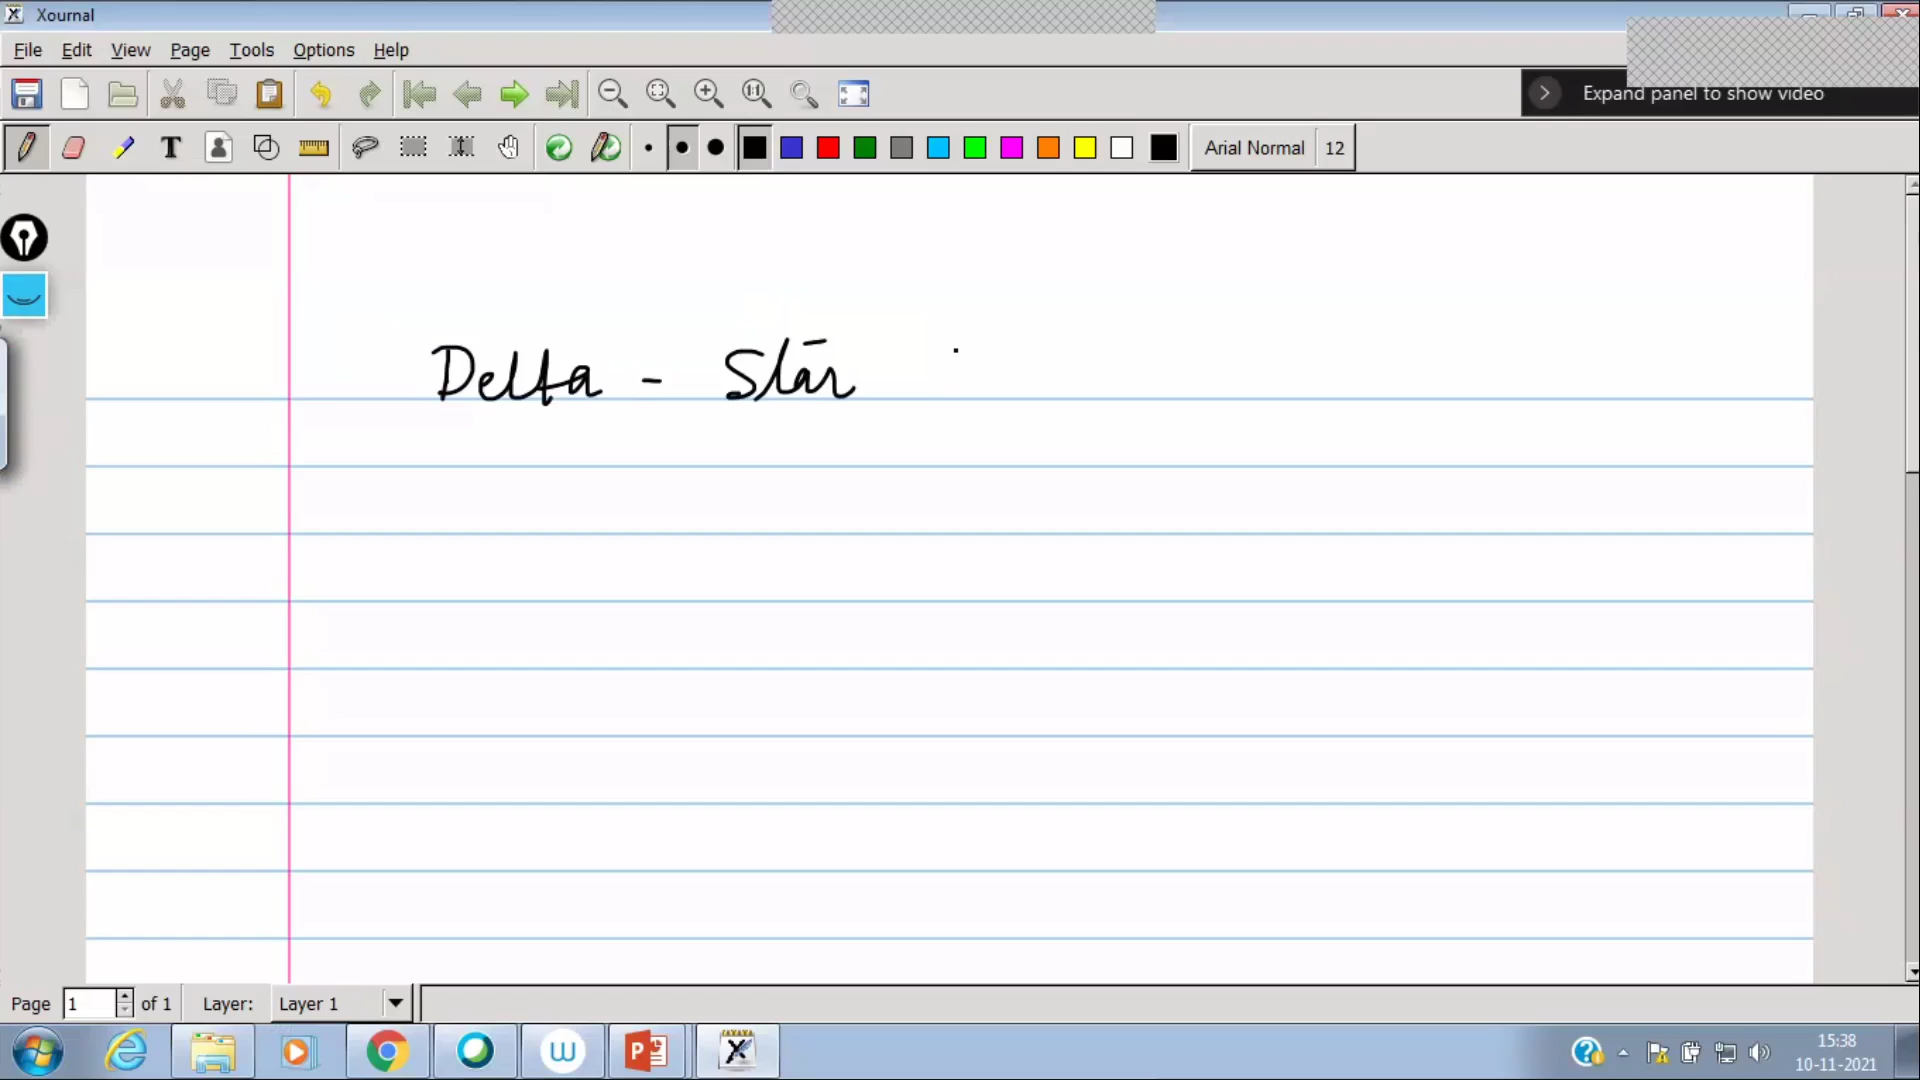 Xournal
File Edit View Page Tools Options Help
Expand panel to show video
Arial Normal 12
Delta - Star
Page 1 of 1 Layer: Layer 1
15:38
10-11-2021